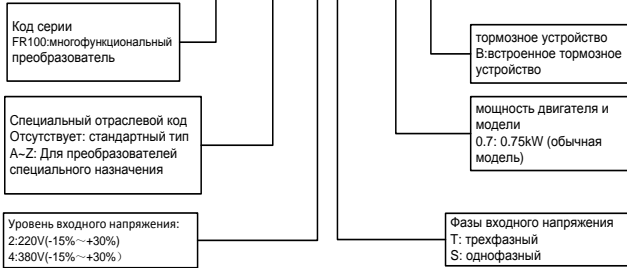 Код серии
FR100:многофункциональный
преобразователь
тормозное устройство
B:встроенное тормозное
устройство
Специальный отраслевой код
Отсутствует: стандартный тип
A~Z: Для преобразователей
специального назначения
мощность двигателя и
модели
0.7: 0.75kW (обычная
модель)
Уровень входного напряжения:
2:220V(-15%～+30%)
4:380V(-15%～+30%）
Фазы входного напряжения
T: трехфазный
S: однофазный